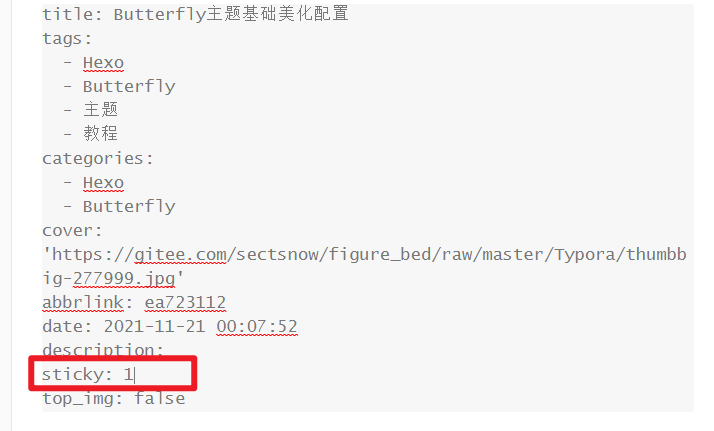 title: Butterfly主题基础美化配置
tags:
- Hexo
- Butterfly
- 主题
- 教程
categories:
- Hexo
- Butterfly
cover:
'https://gitee.com/sectsnow/figure_bed/raw/master/Typora/thumbb
ig-277999.jpg'
abbrlink: ea723112
date: 2021-11-21 00:07:52
description:
sticky: 1
top_img: false